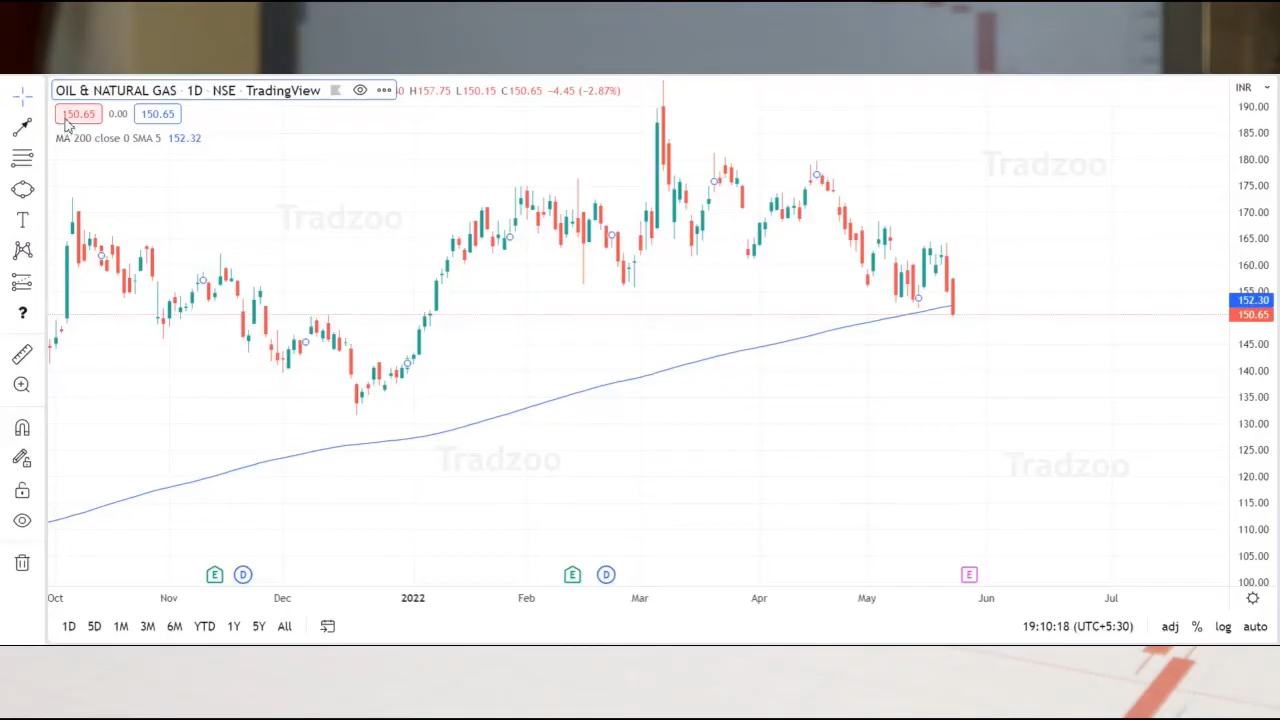 OIL & NATURAL GAS · 1D · NSE · TradingView
0 H157.75 L150.15 C150.65 -4.45 (-2.87%)
INR
150.65 0.00 150.65
MA 200 close 0 SMA 5 152.32
190.00
185.00
180.00
175.00
170.00
165.00
160.00
155.00
152.30
150.65
145.00
140.00
135.00
130.00
125.00
120.00
115.00
110.00
105.00
100.00
Tradzoo
Tradzoo
Tradzoo
Tradzoo
T
?
E D E D E
Oct Nov Dec 2022 Feb Mar Apr May Jun Jul
1D 5D 1M 3M 6M YTD 1Y 5Y All
19:10:18 (UTC+5:30) adj % log auto